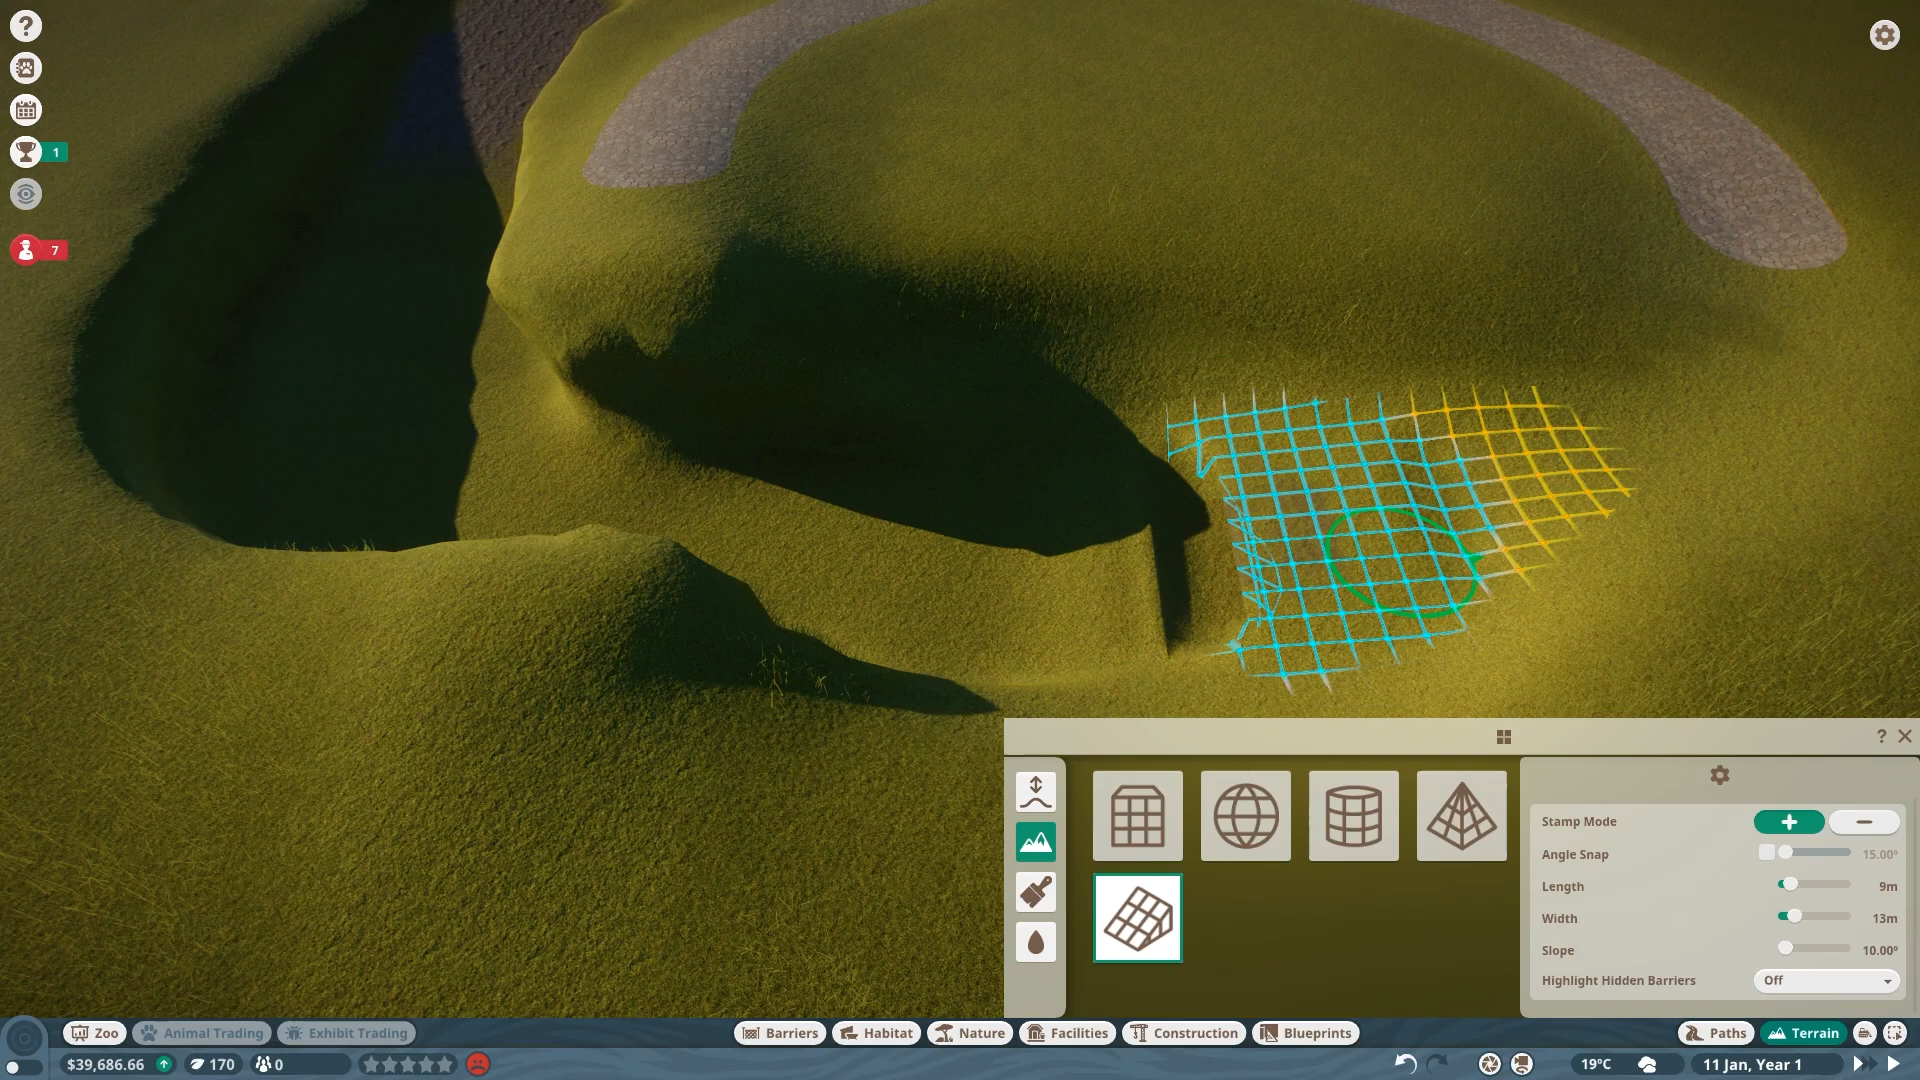 1
7
?
Stamp Mode
Angle Snap 15.00°
Length 9m
Width 13m
Slope 10.00°
Highlight Hidden Barriers Off
Zoo Animal Trading Exhibit Trading Barriers Habitat Nature Facilities Construction Blueprints Paths Terrain
$39,686.66 170 0 19°C 11 Jan, Year 1